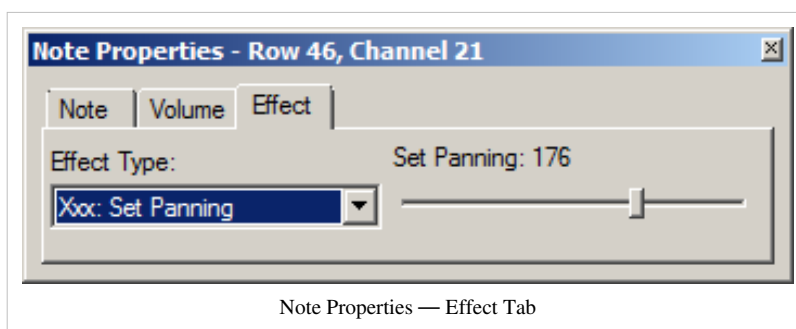 Note Properties - Row 46, Channel 21
Note Volume Effect
Effect Type: Set Panning: 176
Xxx: Set Panning
Note Properties — Effect Tab